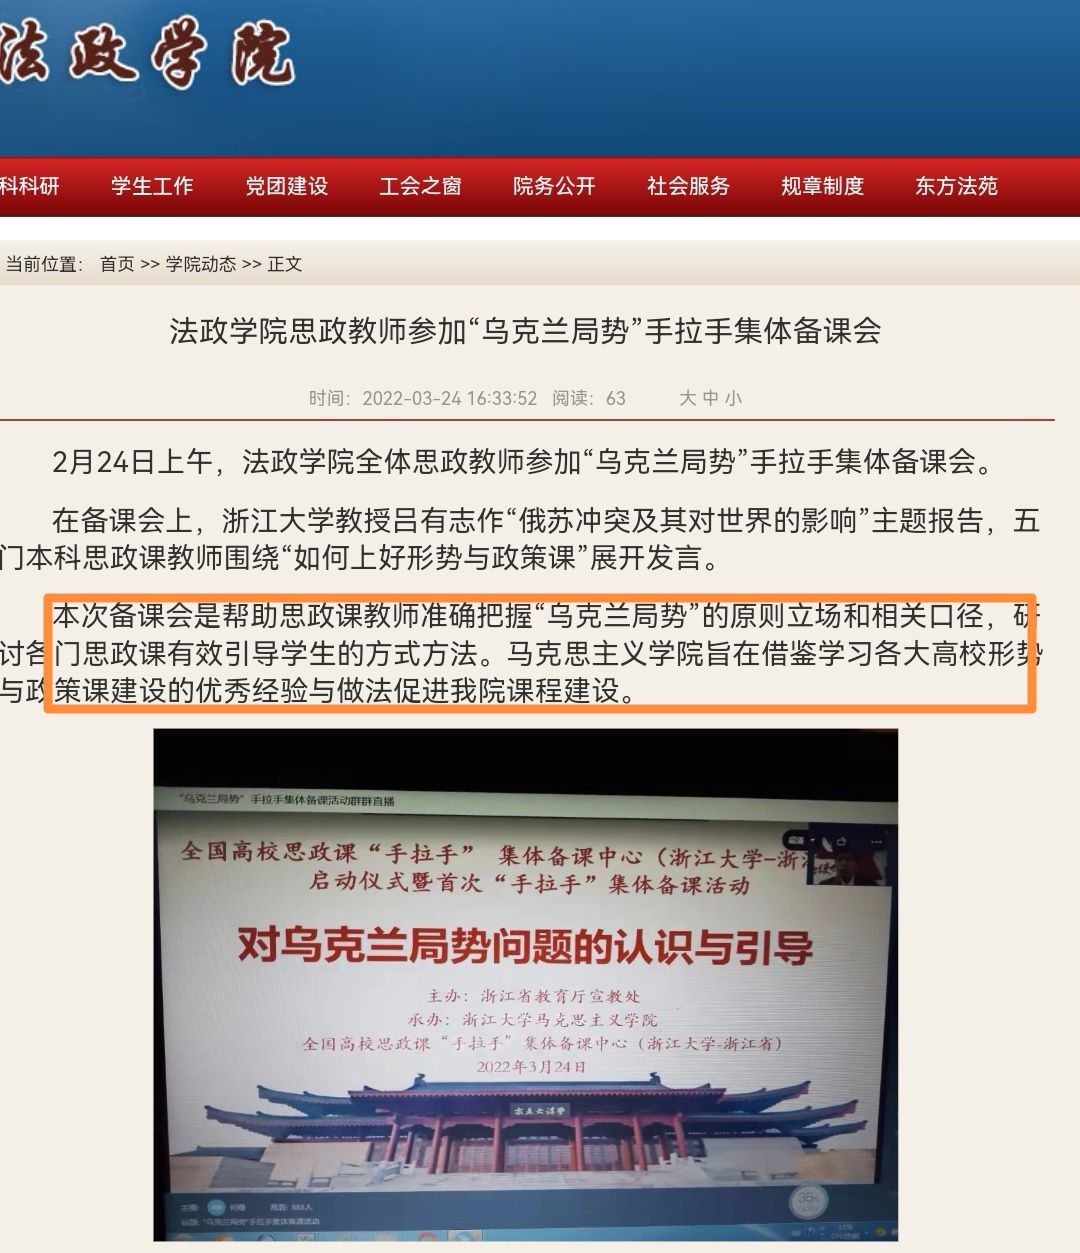 法政学院
科科研 学生工作 党团建设 工会之窗 院务公开 社会服务 规章制度 东方法苑
当前位置： 首页 >> 学院动态 >> 正文
法政学院思政教师参加“乌克兰局势”手拉手集体备课会
时间：2022-03-24 16:33:52 阅读：63 大 中 小
2月24日上午，法政学院全体思政教师参加“乌克兰局势”手拉手集体备课会。
在备课会上，浙江大学教授吕有志作“俄苏冲突及其对世界的影响”主题报告，五
门本科思政课教师围绕“如何上好形势与政策课”展开发言。
本次备课会是帮助思政课教师准确把握“乌克兰局势”的原则立场和相关口径，研
讨各门思政课有效引导学生的方式方法。马克思主义学院旨在借鉴学习各大高校形势
与政策课建设的优秀经验与做法促进我院课程建设。
“乌克兰局势”手拉手集体备课活动群群直播
全国高校思政课“手拉手” 集体备课中心（浙江大学-浙
启动仪式暨首次“手拉手”集体备课活动
对乌克兰局势问题的认识与引导
主办：浙江省教育厅宣教处
承办：浙江大学马克思主义学院
全国高校思政课“手拉手”集体备课中心（浙江大学-浙江省）
2022年3月24日
主播: 观看: 888人
标题: “乌克兰局势”手拉手集体备课活动
35%